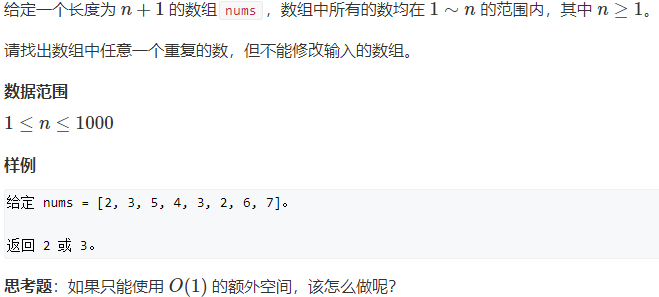 给定一个长度为 n + 1 的数组 nums ，数组中所有的数均在 1 ∼ n 的范围内，其中 n ≥ 1。
请找出数组中任意一个重复的数，但不能修改输入的数组。
数据范围
1 ≤ n ≤ 1000
样例
给定 nums = [2, 3, 5, 4, 3, 2, 6, 7]。
返回 2 或 3。
思考题：如果只能使用 O(1) 的额外空间，该怎么做呢？